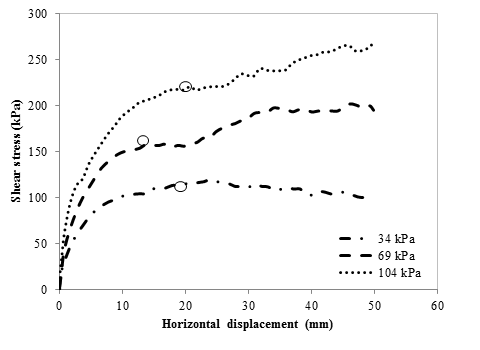 300
250
200
150
100
50
0
Shear stress (kPa)
34 kPa
69 kPa
104 kPa
0 10 20 30 40 50 60
Horizontal displacement (mm)